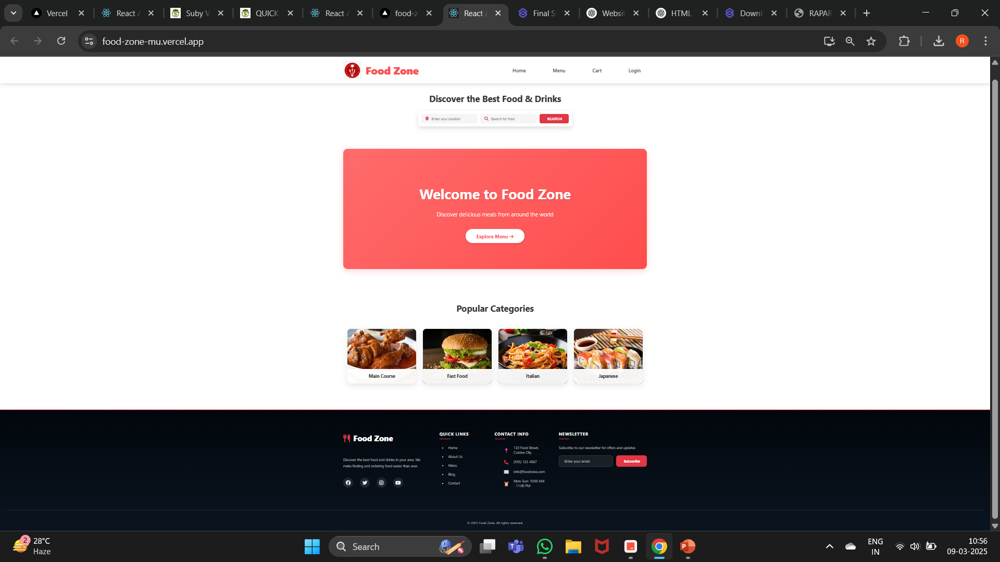 Vercel
React A
Suby V
QUICK
React A
food-z
React A
Final S
Websit
HTML
Downl
RAPAR
food-zone-mu.vercel.app
R
Food Zone
Home
Menu
Cart
Login
Discover the Best Food & Drinks
Enter your location
Search for food
SEARCH
Welcome to Food Zone
Discover delicious meals from around the world
Explore Menu →
Popular Categories
Main Course
Fast Food
Italian
Japanese
Food Zone
Discover the best food and drinks in your area. We
make finding and ordering food easier than ever.
QUICK LINKS
• Home
• About Us
• Menu
• Blog
• Contact
CONTACT INFO
123 Food Street,
Cuisine City
(555) 123-4567
info@foodzone.com
Mon-Sun: 10:00 AM
- 11:00 PM
NEWSLETTER
Subscribe to our newsletter for offers and updates
Enter your email
Subscribe
© 2025 Food Zone. All rights reserved.
2
28°C
Haze
Search
ENG
IN
10:56
09-03-2025